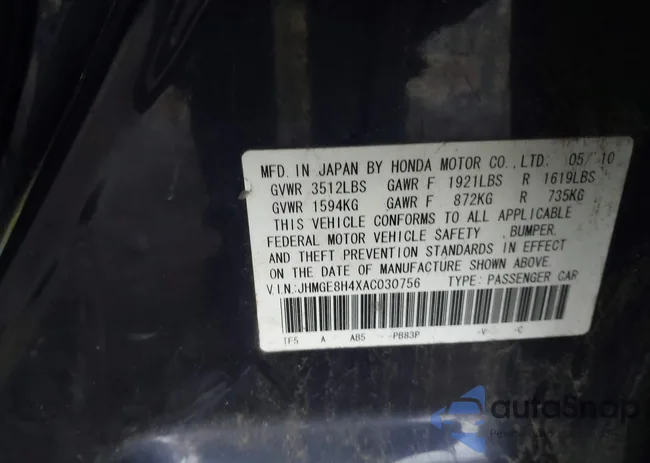 MFD. IN JAPAN BY HONDA MOTOR CO., LTD. 05/10
GVWR 3512LBS GAWR F 1921LBS R 1619LBS
GVWR 1594KG GAWR F 872KG R 735KG
THIS VEHICLE CONFORMS TO ALL APPLICABLE
FEDERAL MOTOR VEHICLE SAFETY ,BUMPER,
AND THEFT PREVENTION STANDARDS IN EFFECT
ON THE DATE OF MANUFACTURE SHOWN ABOVE.
V.I.N.:JHMGE8H4XAC030756 TYPE: PASSENGER CAR
TF5 A AB5 --PB83P -V- -C
autoSnap